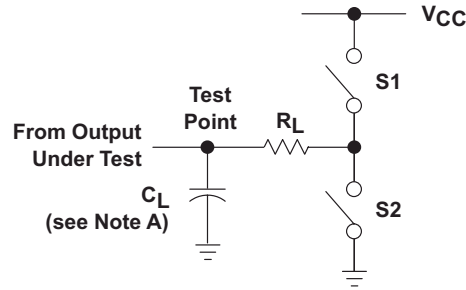 VCC
S1
Test
Point
RL
From Output
Under Test
CL
(see Note A)
S2